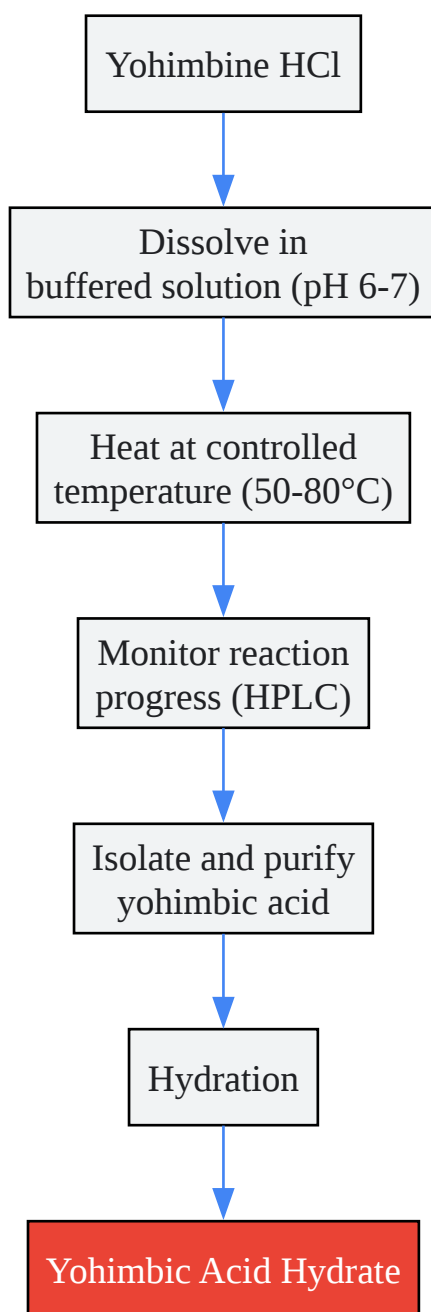 Yohimbine HCl
Dissolve in
buffered solution (pH 6-7)
Heat at controlled
temperature (50-80°C)
Monitor reaction
progress (HPLC)
Isolate and purify
yohimbic acid
Hydration
Yohimbic Acid Hydrate